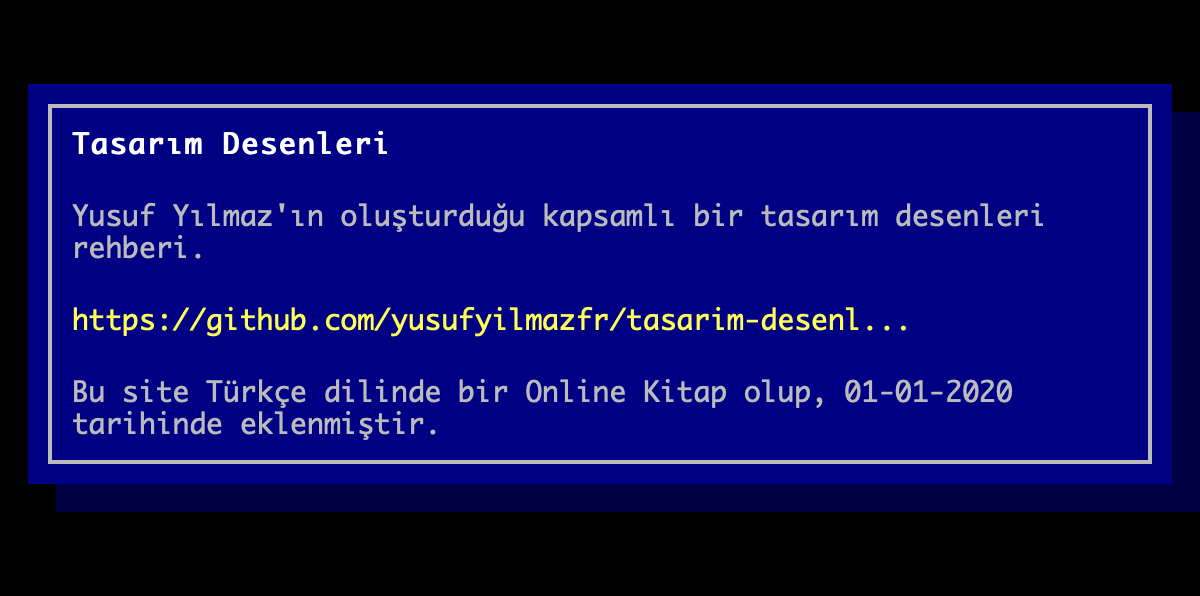 Tasarım Desenleri
Yusuf Yılmaz'ın oluşturduğu kapsamlı bir tasarım desenleri
rehberi.
https://github.com/yusufyilmazfr/tasarim-desenl...
Bu site Türkçe dilinde bir Online Kitap olup, 01-01-2020
tarihinde eklenmiştir.